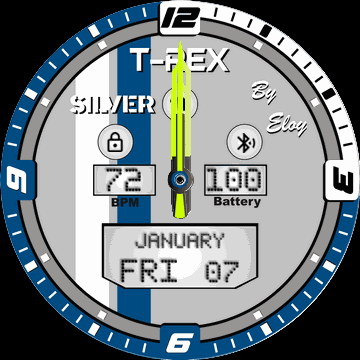 12
T-REX
SILVER
By
Eloy
72
100
BPM
Battery
9
3
JANUARY
FRI 07
6